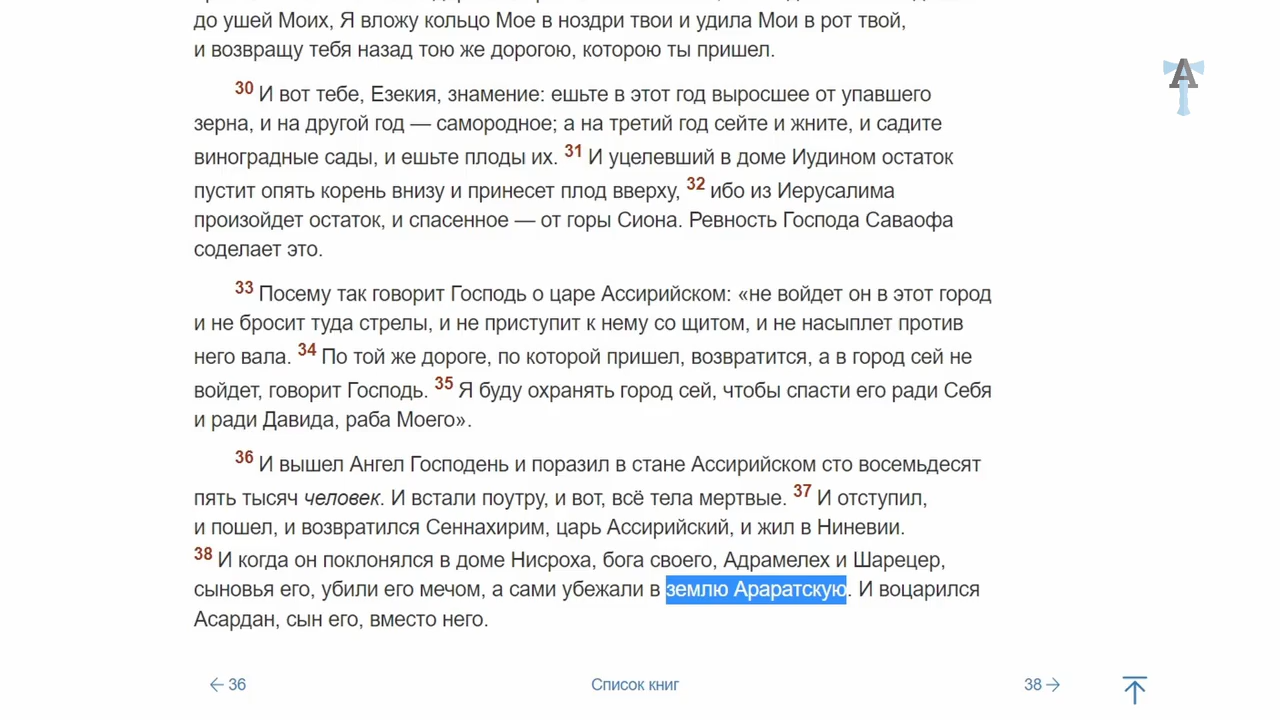 до ушей Моих, Я вложу кольцо Мое в ноздри твои и удила Мои в рот твой,
и возвращу тебя назад тою же дорогою, которою ты пришел.
30 И вот тебе, Езекия, знамение: ешьте в этот год выросшее от упавшего
зерна, и на другой год — самородное; а на третий год сейте и жните, и садите
виноградные сады, и ешьте плоды их. 31 И уцелевший в доме Иудином остаток
пустит опять корень внизу и принесет плод вверху, 32 ибо из Иерусалима
произойдет остаток, и спасенное — от горы Сиона. Ревность Господа Саваофа
соделает это.
33 Посему так говорит Господь о царе Ассирийском: «не войдет он в этот город
и не бросит туда стрелы, и не приступит к нему со щитом, и не насыплет против
него вала. 34 По той же дороге, по которой пришел, возвратится, а в город сей не
войдет, говорит Господь. 35 Я буду охранять город сей, чтобы спасти его ради Себя
и ради Давида, раба Моего».
36 И вышел Ангел Господень и поразил в стане Ассирийском сто восемьдесят
пять тысяч человек. И встали поутру, и вот, всё тела мертвые. 37 И отступил,
и пошел, и возвратился Сеннахирим, царь Ассирийский, и жил в Ниневии.
38 И когда он поклонялся в доме Нисроха, бога своего, Адрамелех и Шарецер,
сыновья его, убили его мечом, а сами убежали в землю Араратскую. И воцарился
Асардан, сын его, вместо него.
← 36
Список книг
38 →